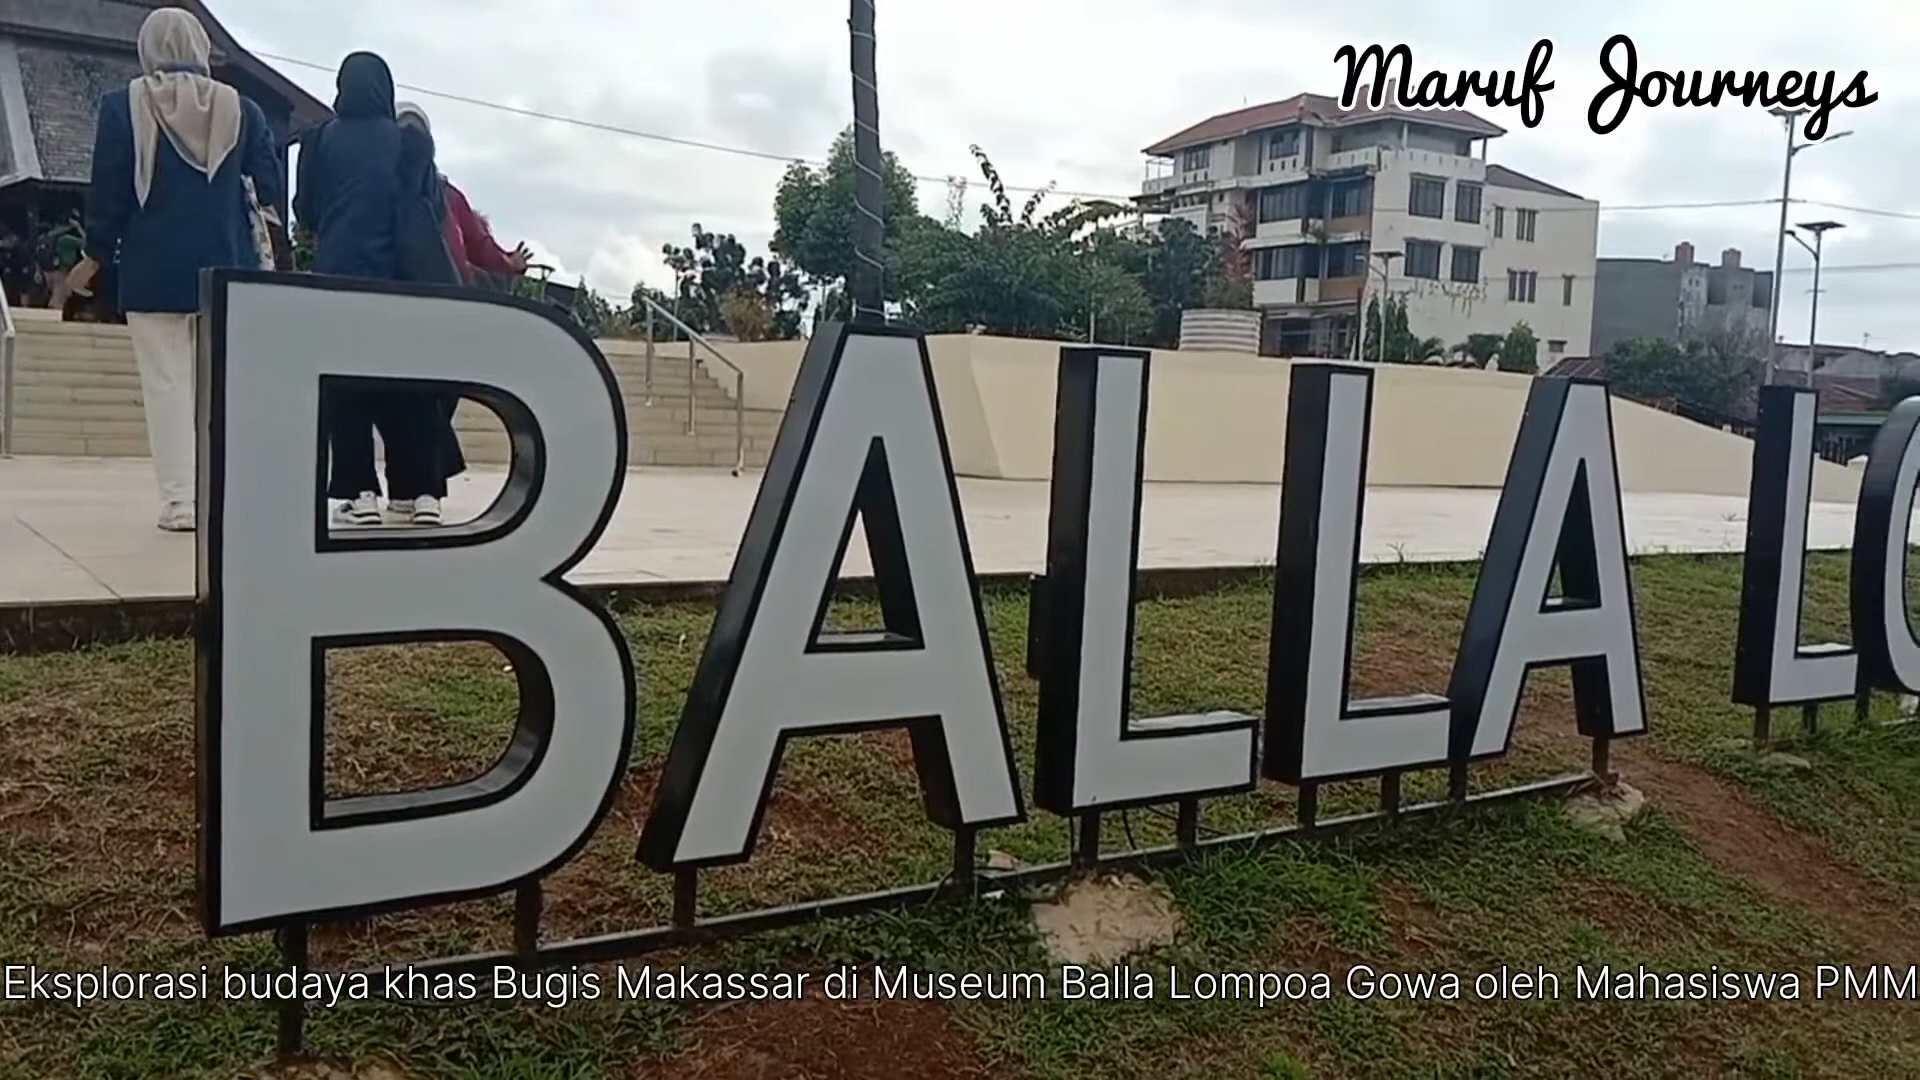 Maruf Journeys
BALLA LO
Eksplorasi budaya khas Bugis Makassar di Museum Balla Lompoa Gowa oleh Mahasiswa PMM